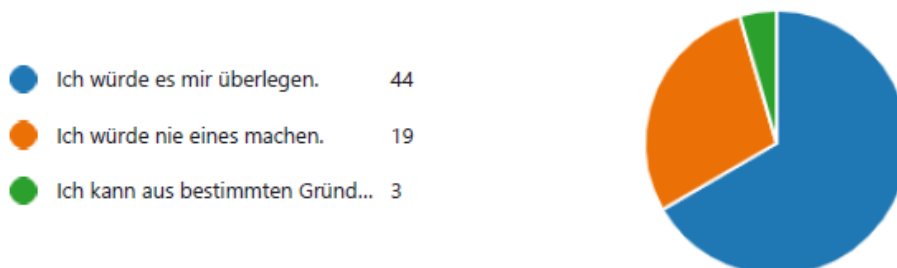 Ich würde es mir überlegen. 44
Ich würde nie eines machen. 19
Ich kann aus bestimmten Gründ... 3